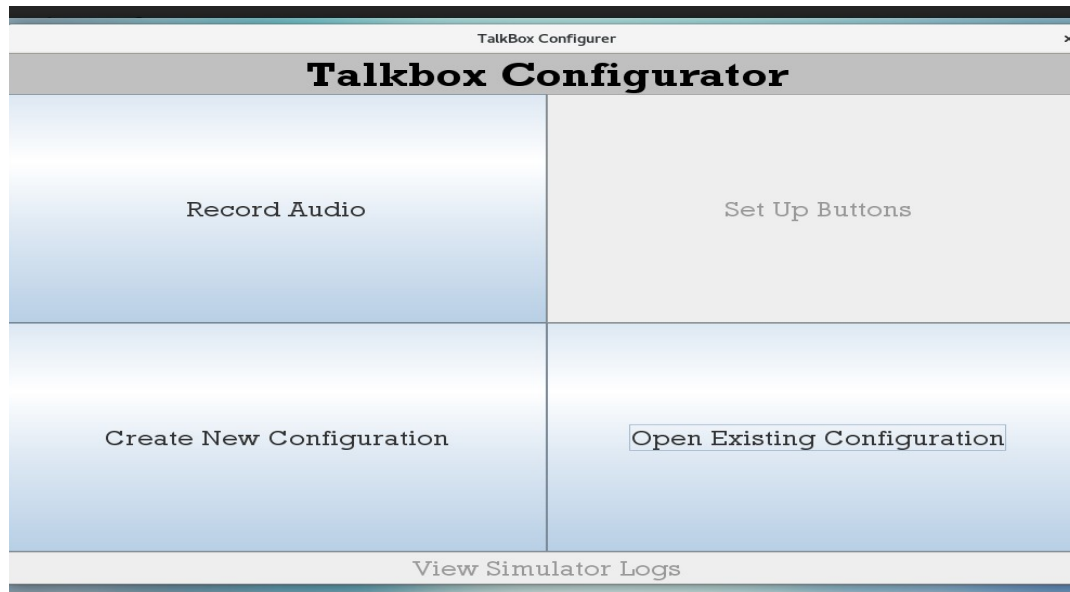 TalkBox Configurer
Talkbox Configurator
Record Audio
Set Up Buttons
Create New Configuration
Open Existing Configuration
View Simulator Logs